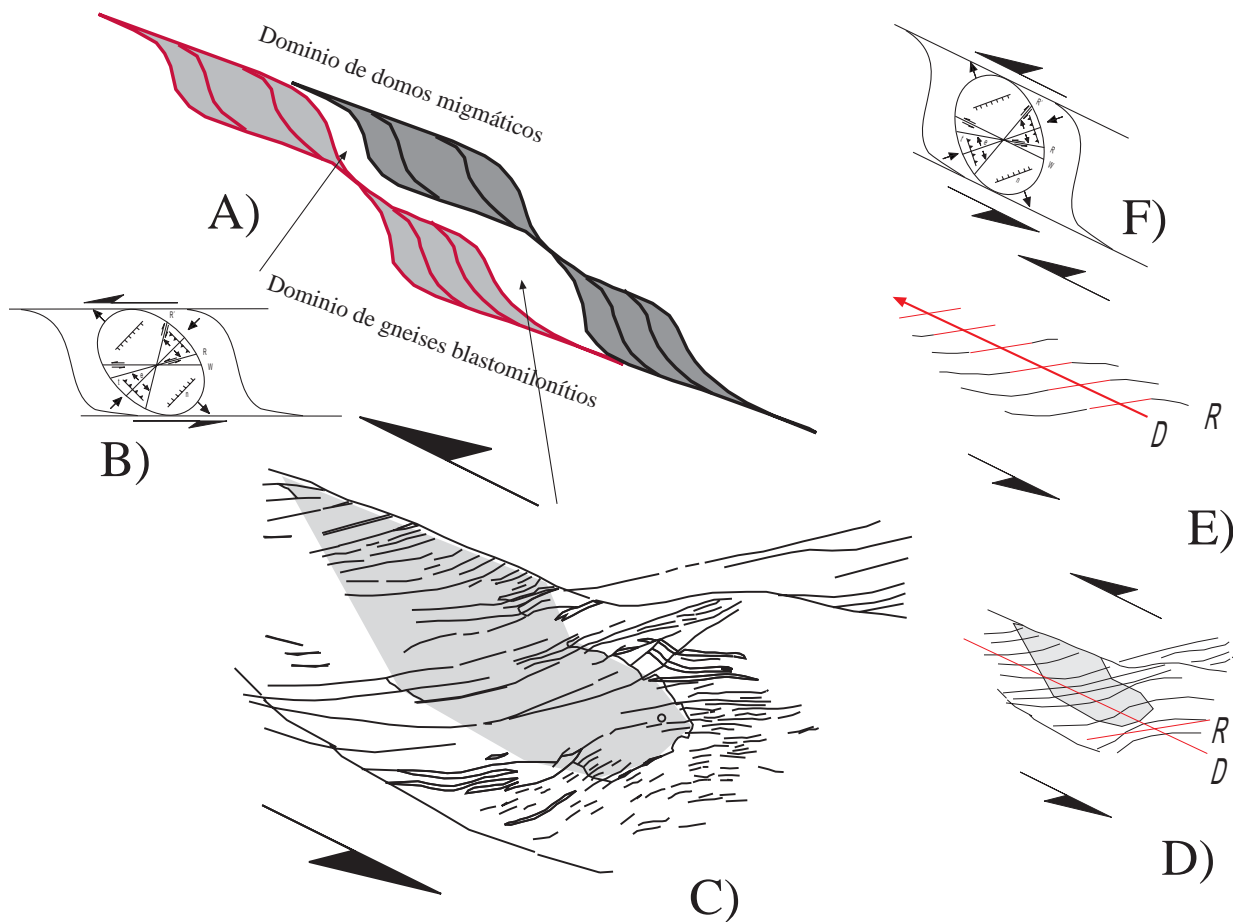 Dominio de domos migmáticos
A)
Dominio de gneises blastomilonítios
B)
R'
R
W
t
e
n
C)
F)
R'
R
W
t
e
n
D
R
E)
R
D
D)